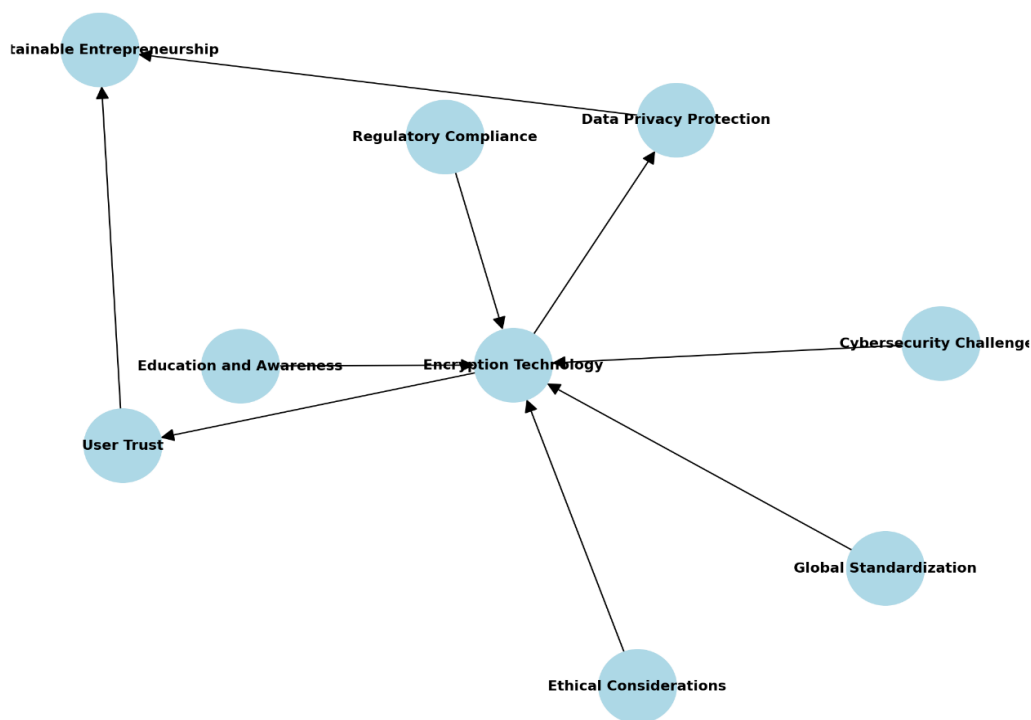 tainable Entrepreneurship
Data Privacy Protection
Regulatory Compliance
Cybersecurity Challenge
Education and Awareness
Encryption Technology
User Trust
Global Standardization
Ethical Considerations